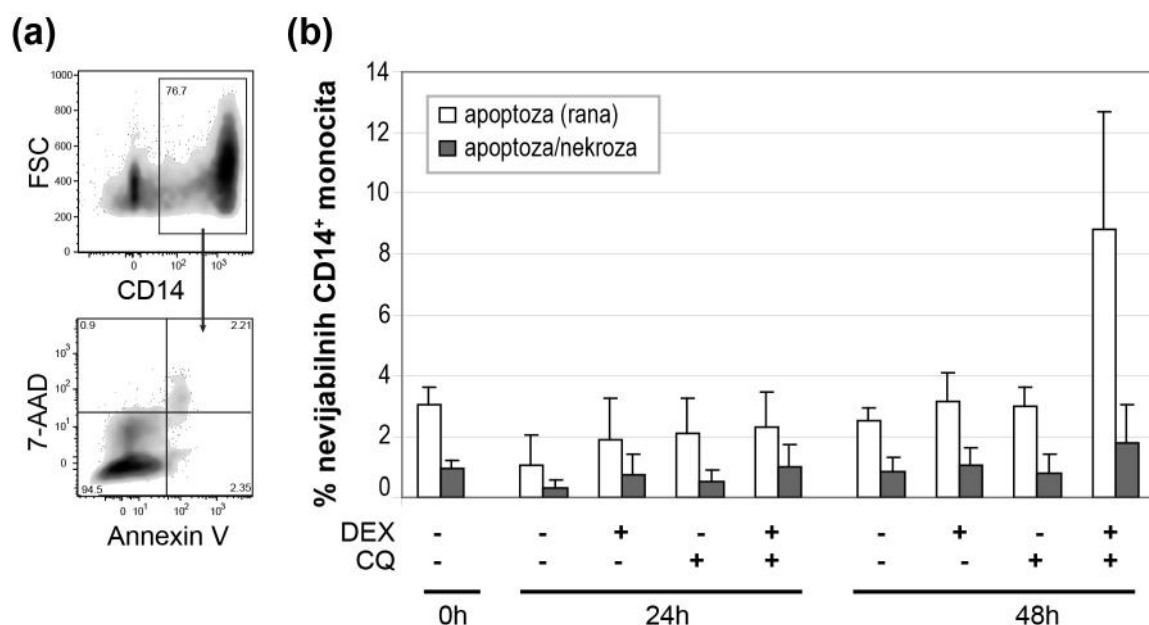 (a)
1000
800
600
400
200
0
FSC
76.7
0 10² 10³
CD14
0.9 2.21
10³
10²
10¹
0
7-AAD
94.5 2.35
0 10¹ 10² 10³
Annexin V
(b)
% nevijabilnih CD14⁺ monocita
14
12
10
8
6
4
2
0
apoptoza (rana)
apoptoza/nekroza
DEX - - + - + - + - +
CQ - - - + + - - + +
0h 24h 48h